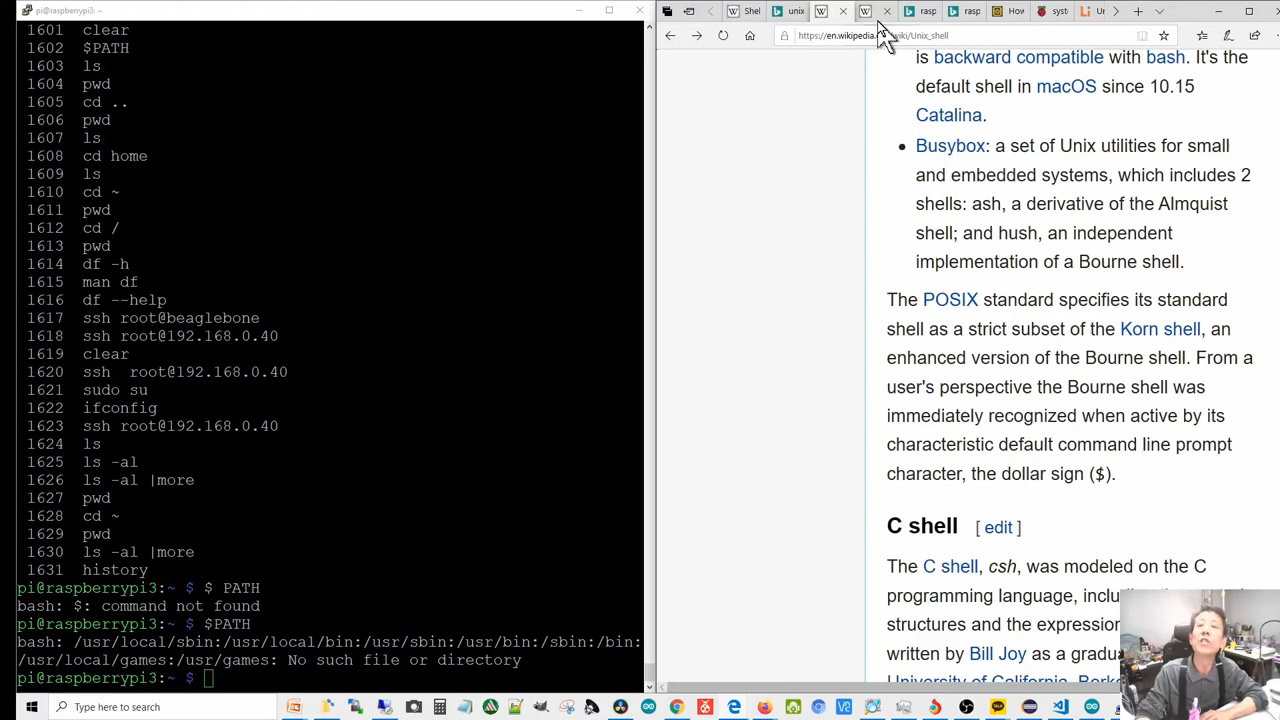 pi@raspberrypi3: ~
1601 clear
1602 $PATH
1603 ls
1604 pwd
1605 cd ..
1606 pwd
1607 ls
1608 cd home
1609 ls
1610 cd ~
1611 pwd
1612 cd /
1613 pwd
1614 df -h
1615 man df
1616 df --help
1617 ssh root@beaglebone
1618 ssh root@192.168.0.40
1619 clear
1620 ssh  root@192.168.0.40
1621 sudo su
1622 ifconfig
1623 ssh root@192.168.0.40
1624 ls
1625 ls -al
1626 ls -al |more
1627 pwd
1628 cd ~
1629 pwd
1630 ls -al |more
1631 history
pi@raspberrypi3:~ $ $ PATH
bash: $: command not found
pi@raspberrypi3:~ $ $PATH
bash: /usr/local/sbin:/usr/local/bin:/usr/sbin:/usr/bin:/sbin:/bin:
/usr/local/games:/usr/games: No such file or directory
pi@raspberrypi3:~ $
Shel
unix
rasp
rasp
How
syst
Ur
https://en.wikipedia. wiki/Unix_shell
is backward compatible with bash. It's the
default shell in macOS since 10.15
Catalina.
• Busybox: a set of Unix utilities for small
and embedded systems, which includes 2
shells: ash, a derivative of the Almquist
shell; and hush, an independent
implementation of a Bourne shell.
The POSIX standard specifies its standard
shell as a strict subset of the Korn shell, an
enhanced version of the Bourne shell. From a
user's perspective the Bourne shell was
immediately recognized when active by its
characteristic default command line prompt
character, the dollar sign ($).
C shell [ edit ]
The C shell, csh, was modeled on the C
programming language, including
structures and the expression
written by Bill Joy as a gradua
University of California, Berke
Type here to search